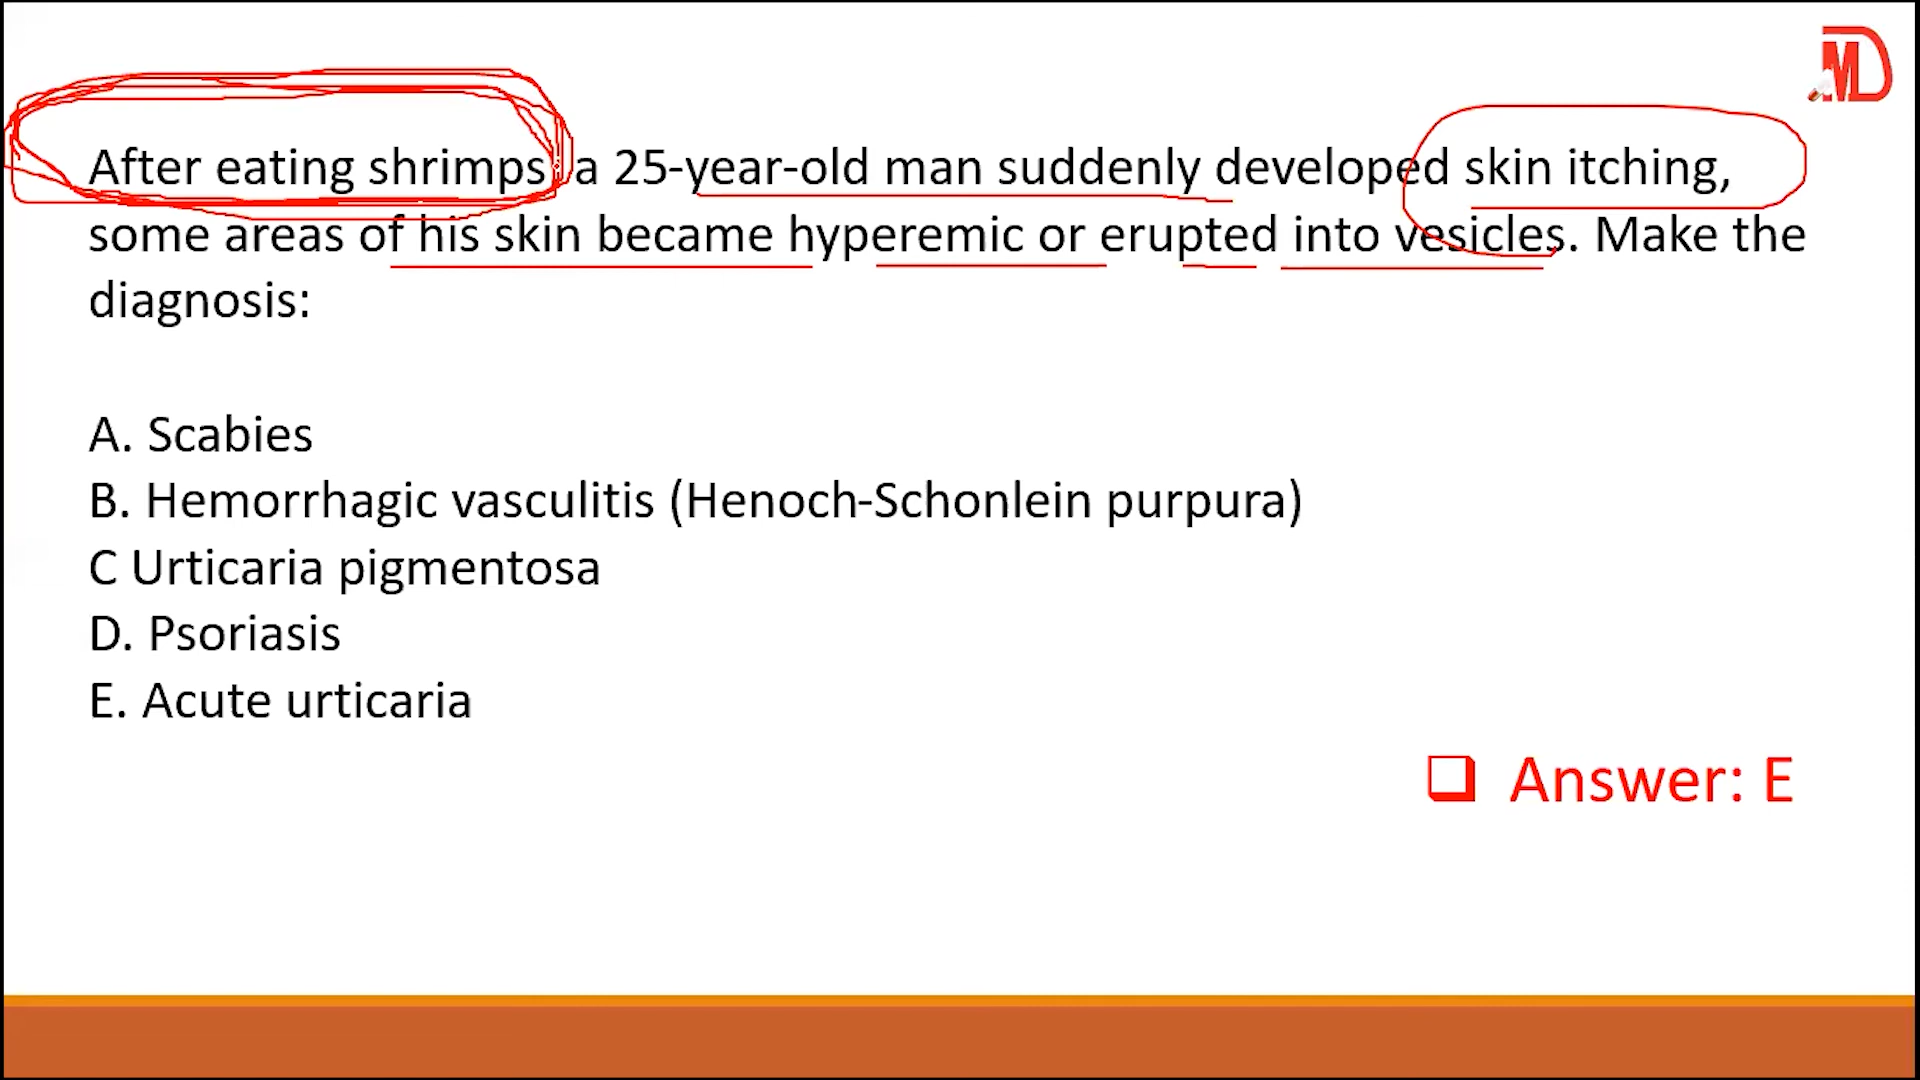 MD
After eating shrimps, a 25-year-old man suddenly developed skin itching,
some areas of his skin became hyperemic or erupted into vesicles. Make the
diagnosis:
A. Scabies
B. Hemorrhagic vasculitis (Henoch-Schonlein purpura)
C Urticaria pigmentosa
D. Psoriasis
E. Acute urticaria
❑ Answer: E